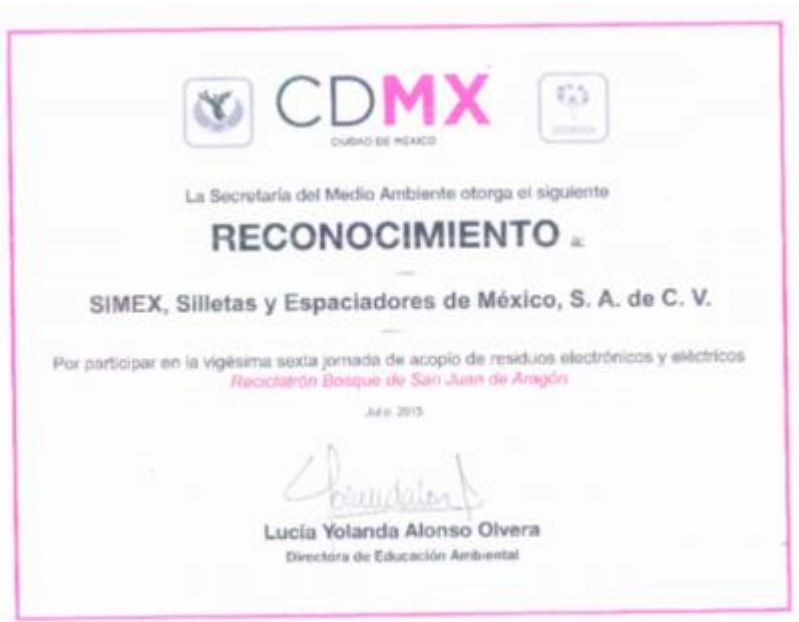 CDMX
CIUDAD DE MÉXICO
La Secretaría del Medio Ambiente otorga el siguiente
RECONOCIMIENTO a:
SIMEX, Silletas y Espaciadores de México, S. A. de C. V.
Por participar en la vigésima sexta jornada de acopio de residuos electrónicos y eléctricos
Reciclatrón Bosque de San Juan de Aragón
Julio, 2015
Lucía Yolanda Alonso Olvera
Directora de Educación Ambiental